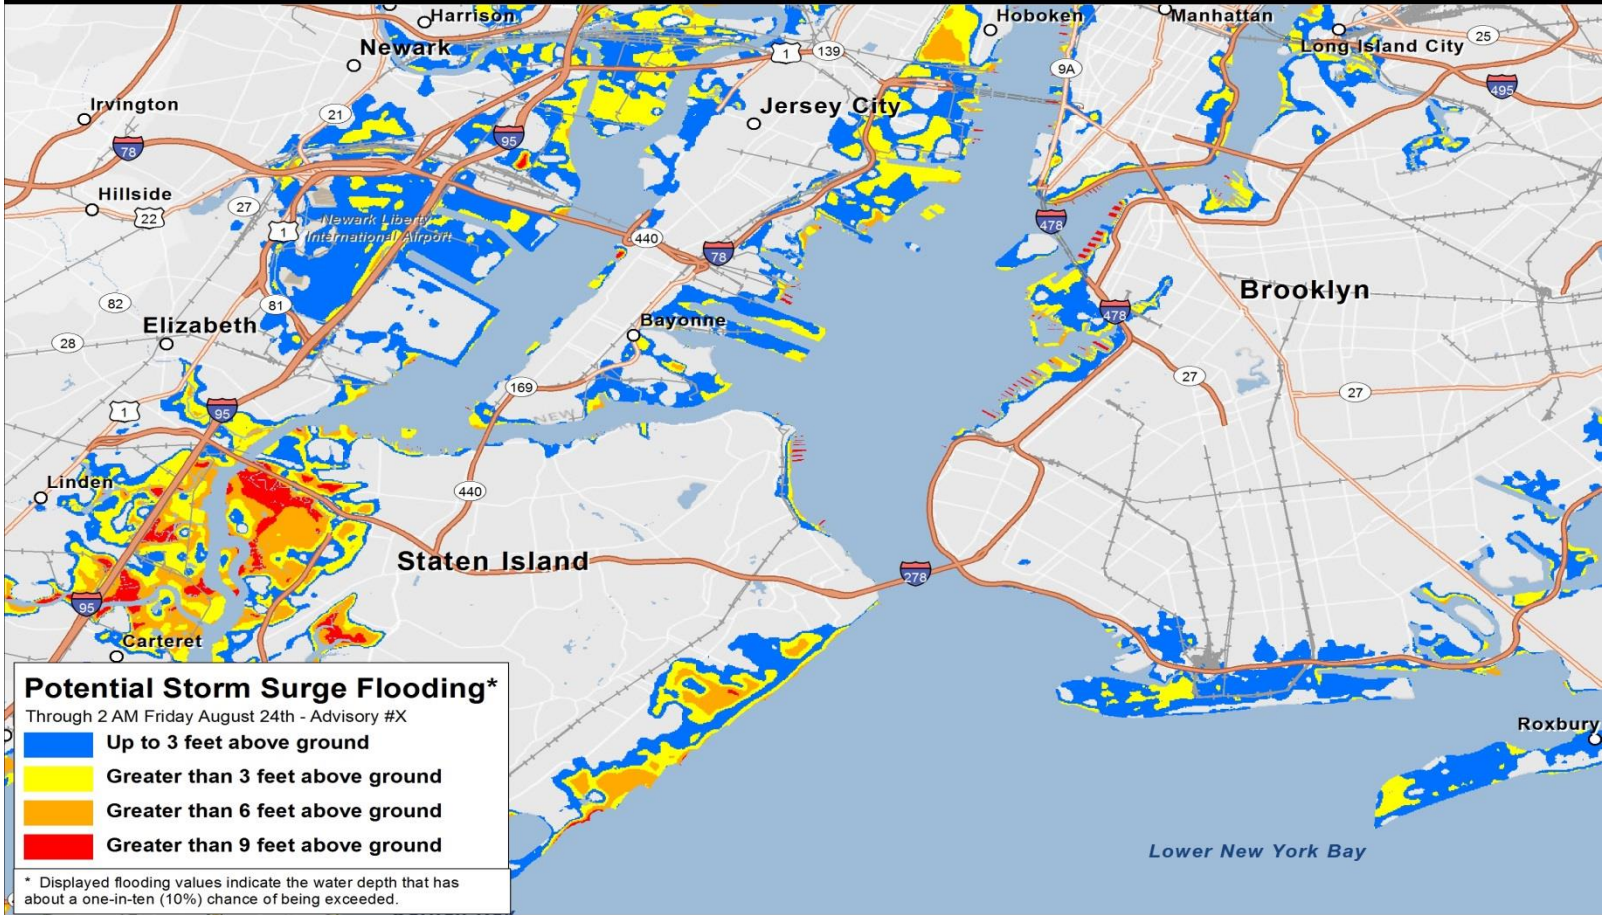 Harrison
Hoboken
Manhattan
Newark
1
139
9A
Long Island City
25
495
Irvington
21
Jersey City
95
78
Hillside
22
27
1
Newark Liberty
International Airport
440
78
478
82
81
Elizabeth
Bayonne
478
Brooklyn
28
169
27
27
NEW
1
95
Linden
440
Staten Island
278
95
Carteret
Potential Storm Surge Flooding*
Through 2 AM Friday August 24th - Advisory #X
Up to 3 feet above ground
Greater than 3 feet above ground
Greater than 6 feet above ground
Greater than 9 feet above ground
* Displayed flooding values indicate the water depth that has
about a one-in-ten (10%) chance of being exceeded.
Roxbury
Lower New York Bay